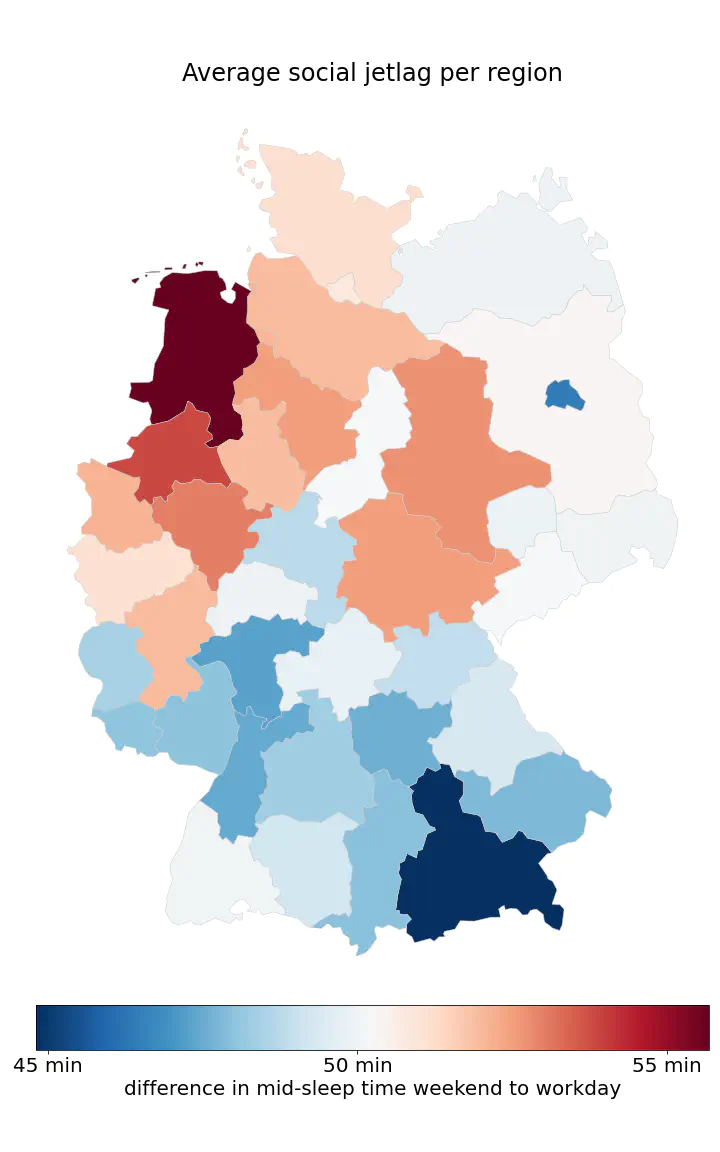 Average social jetlag per region
45 min 50 min 55 min
difference in mid-sleep time weekend to workday